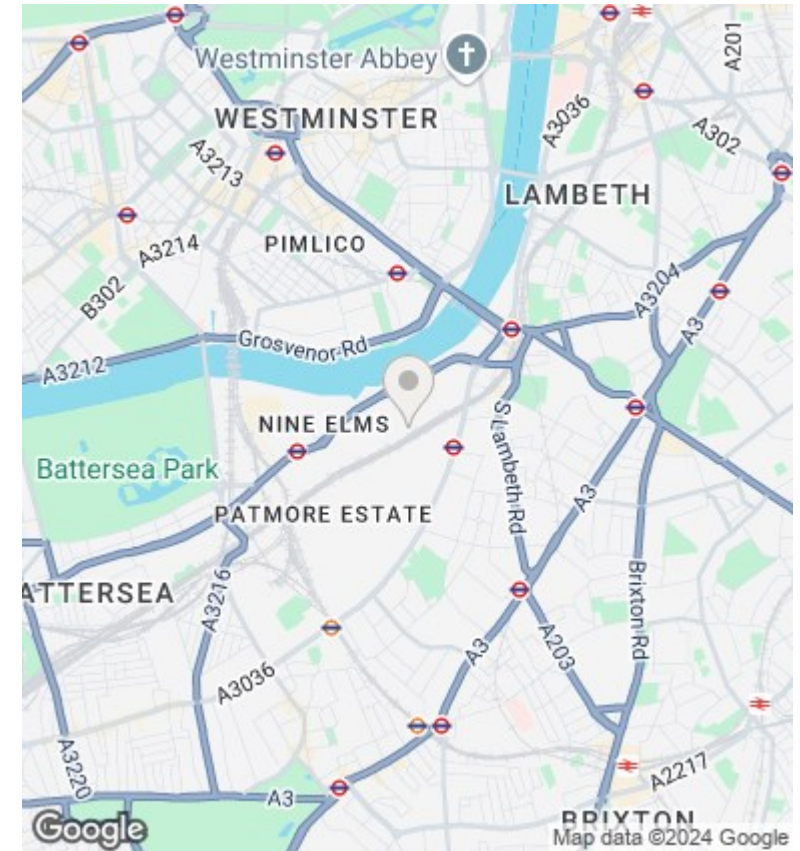 A201
Westminster Abbey
A3036
WESTMINSTER
A302
A3213
LAMBETH
PIMLICO
A3214
B302
A3204
A3
Grosvenor Rd
A3212
NINE ELMS
S Lambeth Rd
Battersea Park
A3
PATMORE ESTATE
ATTERSEA
A3216
Brixton Rd
A203
A3
A3036
A3220
A2217
A3
BRIXTON
Google
Map data ©2024 Google